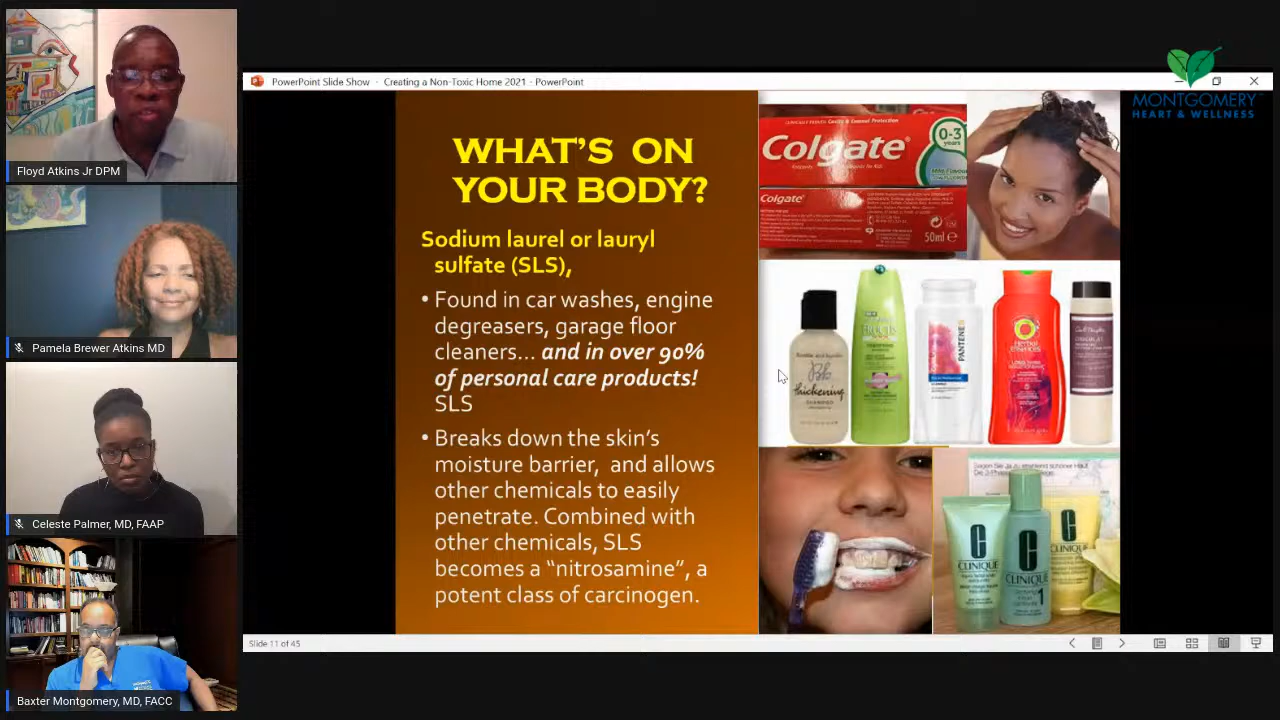 PowerPoint Slide Show - Creating a Non-Toxic Home 2021 - PowerPoint
MONTGOMERY
HEART & WELLNESS
Floyd Atkins Jr DPM
Pamela Brewer Atkins MD
Celeste Palmer, MD, FAAP
Baxter Montgomery, MD, FACC
WHAT'S ON
YOUR BODY?
Sodium laurel or lauryl
sulfate (SLS),
• Found in car washes, engine
degreasers, garage floor
cleaners... and in over 90%
of personal care products!
SLS
• Breaks down the skin's
moisture barrier, and allows
other chemicals to easily
penetrate. Combined with
other chemicals, SLS
becomes a "nitrosamine", a
potent class of carcinogen.
Colgate
0-3
years
Colgate
50ml
Bb
thickening
SHAMPOO
PANTENE
Herbal
Essences
CLINIQUE
CLINIQUE
1
CLINIQUE
Slide 11 of 45